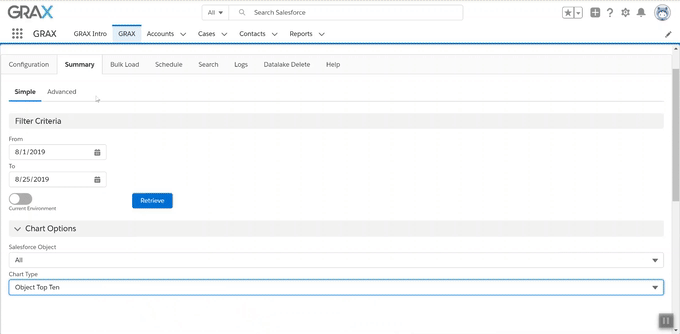 GRAX
All
Search Salesforce
GRAX
GRAX Intro
GRAX
Accounts
Cases
Contacts
Reports
Configuration
Summary
Bulk Load
Schedule
Search
Logs
Datalake Delete
Help
Simple
Advanced
Filter Criteria
From
8/1/2019
To
8/25/2019
Current Environment
Retrieve
Chart Options
Salesforce Object
All
Chart Type
Object Top Ten